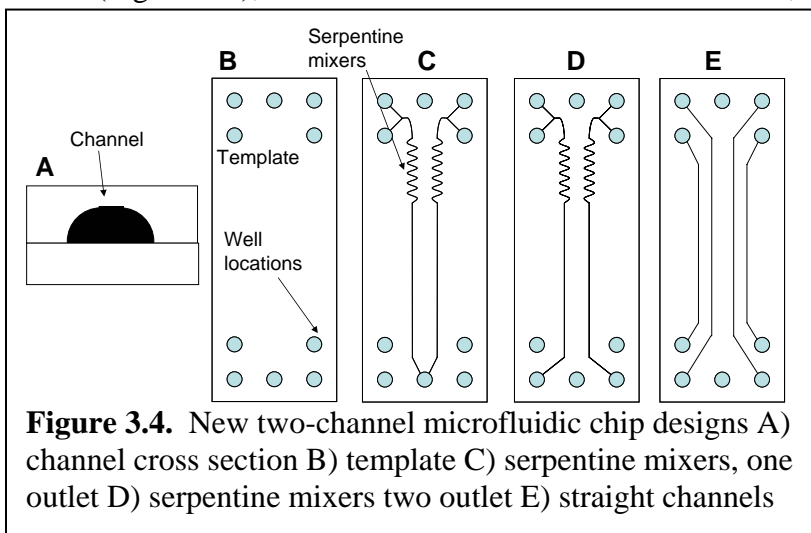 Serpentine
mixers
B
C
D
E
Channel
A
Template
Well
locations
Figure 3.4. New two-channel microfluidic chip designs A)
channel cross section B) template C) serpentine mixers, one
outlet D) serpentine mixers two outlet E) straight channels